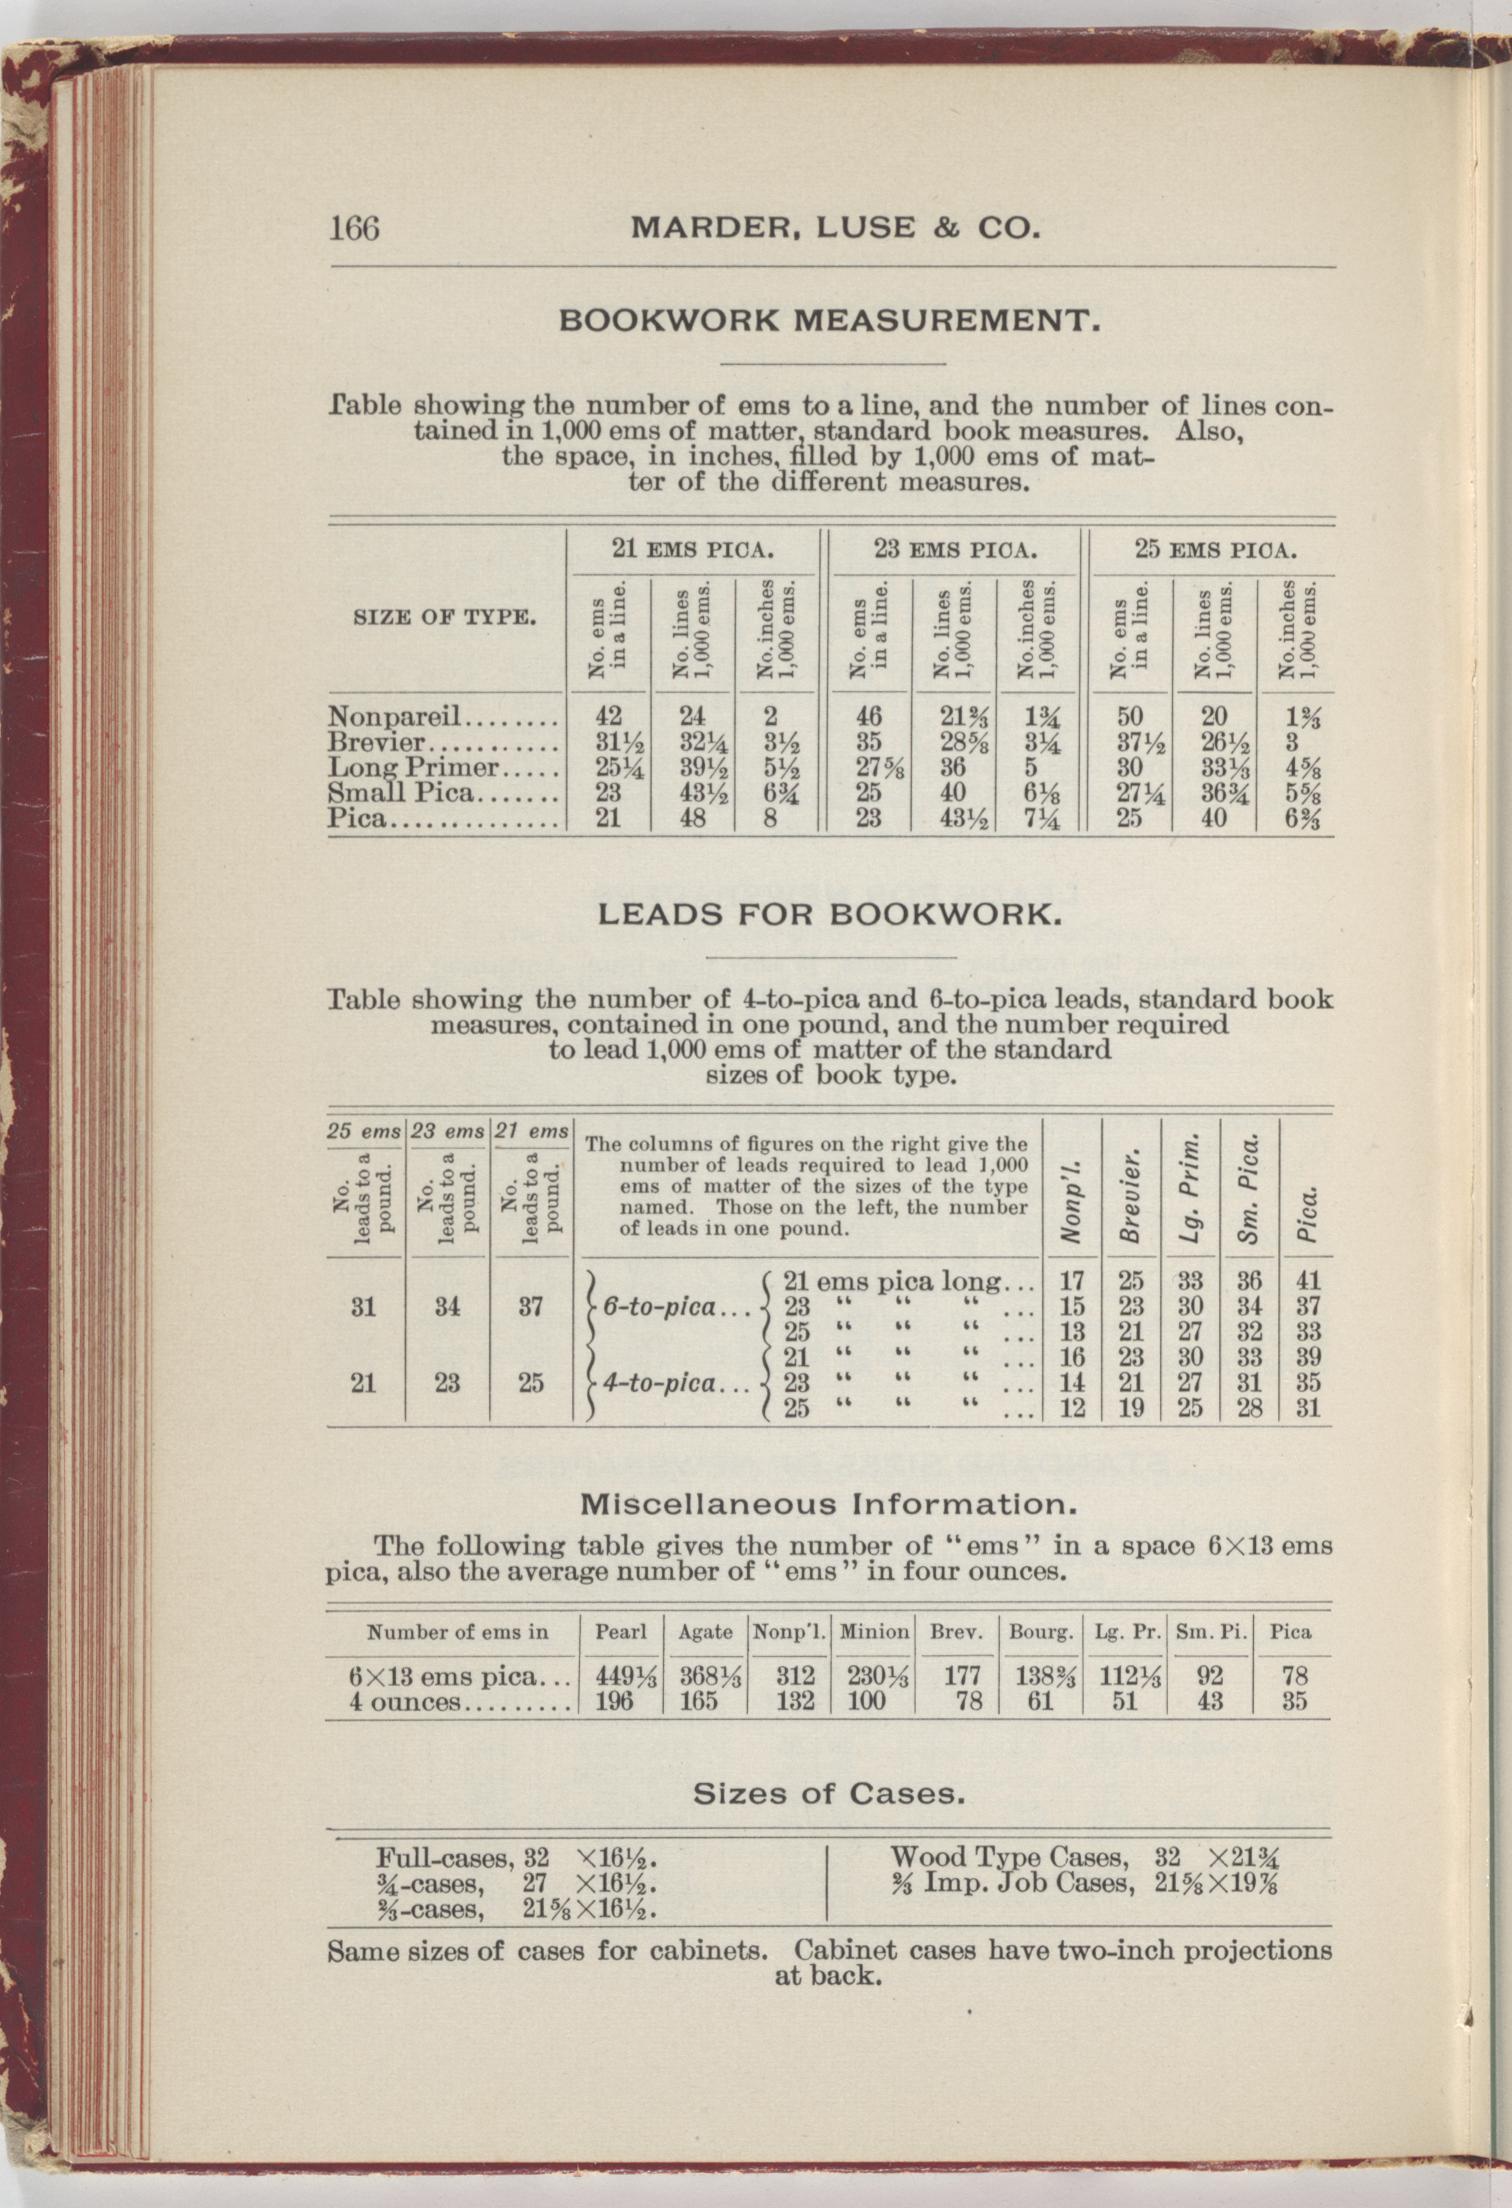 166 MARDER, LUSE & CO.
BOOKWORK MEASUREMENT.
Table showing the number of ems to a line, and the number of lines con-
tained in 1,000 ems of matter, standard book measures. Also,
the space, in inches, filled by 1,000 ems of mat-
ter of the different measures.
SIZE OF TYPE. 21 EMS PICA. 23 EMS PICA. 25 EMS PICA.
No. ems in a line. No. lines 1,000 ems. No. inches 1,000 ems. No. ems in a line. No. lines 1,000 ems. No. inches 1,000 ems. No. ems in a line. No. lines 1,000 ems. No. inches 1,000 ems.
Nonpareil........ 42 24 2 46 21⅔ 1¾ 50 20 1⅔
Brevier........... 31½ 32¼ 3½ 35 28⅝ 3¼ 37½ 26½ 3
Long Primer..... 25¼ 39½ 5½ 27⅝ 36 5 30 33⅓ 4⅝
Small Pica....... 23 43½ 6¾ 25 40 6⅛ 27¼ 36¾ 5⅝
Pica.............. 21 48 8 23 43½ 7¼ 25 40 6⅔
LEADS FOR BOOKWORK.
Table showing the number of 4-to-pica and 6-to-pica leads, standard book
measures, contained in one pound, and the number required
to lead 1,000 ems of matter of the standard
sizes of book type.
25 ems 23 ems 21 ems
No. leads to a pound. No. leads to a pound. No. leads to a pound.
The columns of figures on the right give the
number of leads required to lead 1,000
ems of matter of the sizes of the type
named. Those on the left, the number
of leads in one pound.
Nonp'l. Brevier. Lg. Prim. Sm. Pica. Pica.
21 ems pica long... 17 25 33 36 41
31 34 37 6-to-pica... 23 " " " ... 15 23 30 34 37
25 " " " ... 13 21 27 32 33
21 " " " ... 16 23 30 33 39
21 23 25 4-to-pica... 23 " " " ... 14 21 27 31 35
25 " " " ... 12 19 25 28 31
Miscellaneous Information.
The following table gives the number of "ems" in a space 6×13 ems
pica, also the average number of "ems" in four ounces.
Number of ems in Pearl Agate Nonp'l. Minion Brev. Bourg. Lg. Pr. Sm. Pi. Pica
6×13 ems pica... 449⅓ 368⅓ 312 230⅓ 177 138⅔ 112⅓ 92 78
4 ounces......... 196 165 132 100 78 61 51 43 35
Sizes of Cases.
Full-cases, 32 ×16½.
¾-cases, 27 ×16½.
⅔-cases, 21⅝×16½.
Wood Type Cases, 32 ×21¾
⅔ Imp. Job Cases, 21⅝×19⅞
Same sizes of cases for cabinets. Cabinet cases have two-inch projections
at back.